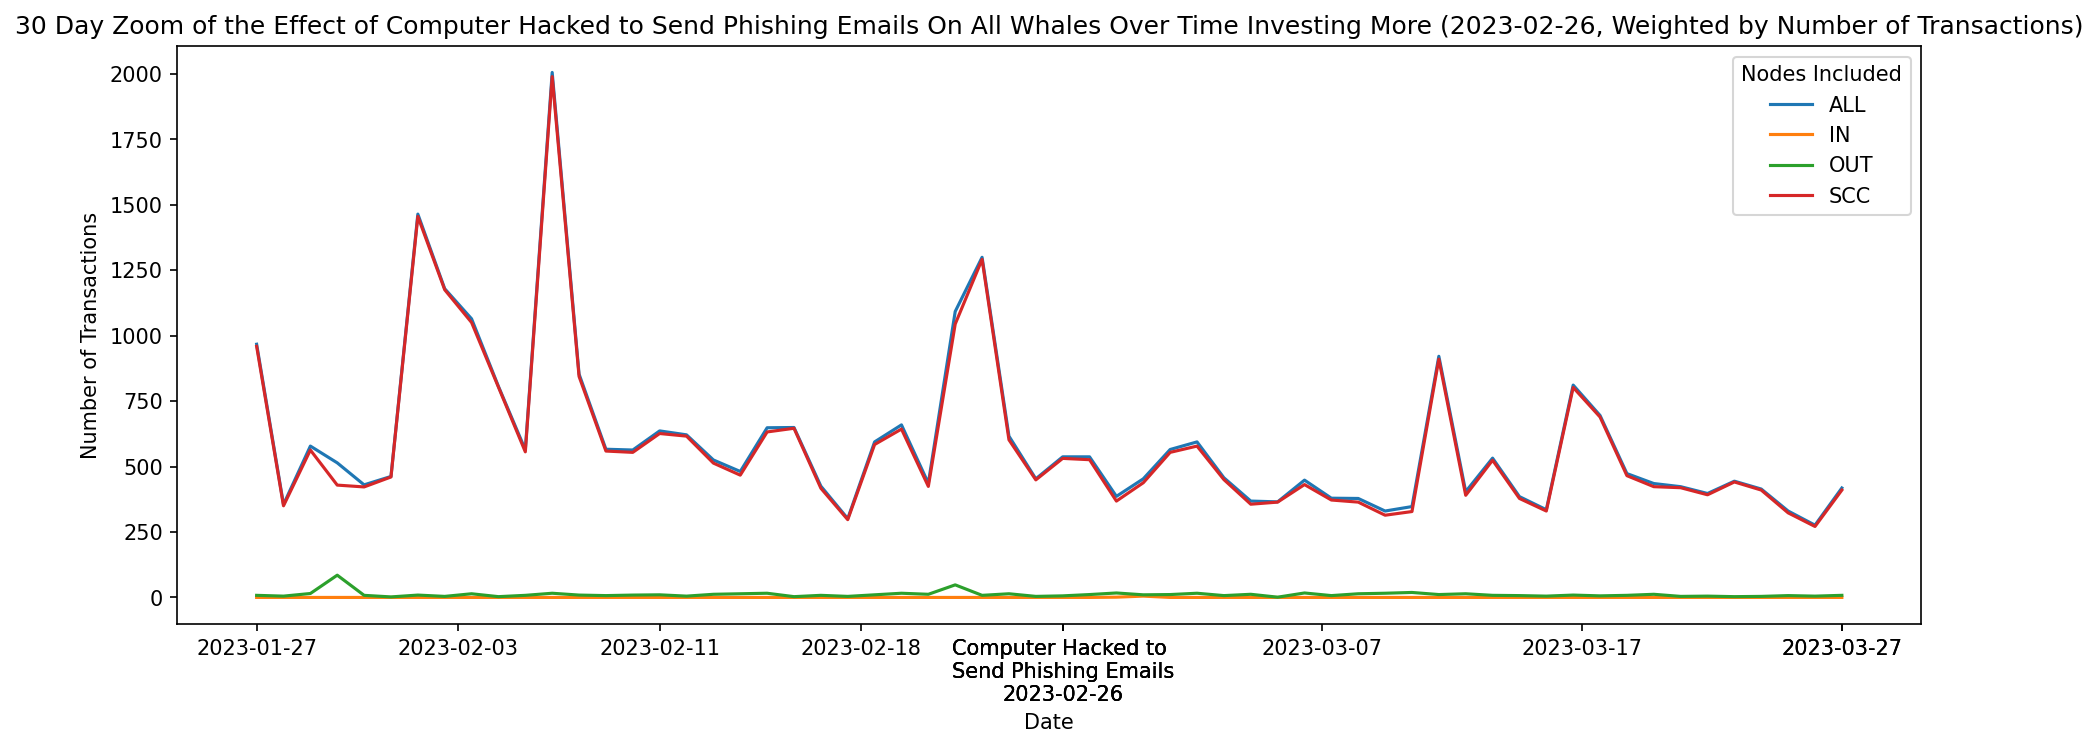 30 Day Zoom of the Effect of Computer Hacked to Send Phishing Emails On All Whales Over Time Investing More (2023-02-26, Weighted by Number of Transactions)
Number of Transactions
2000
1750
1500
1250
1000
750
500
250
0
Nodes Included
ALL
IN
OUT
SCC
2023-01-27
2023-02-03
2023-02-11
2023-02-18
Computer Hacked to
Send Phishing Emails
2023-02-26
2023-03-07
2023-03-17
2023-03-27
Date